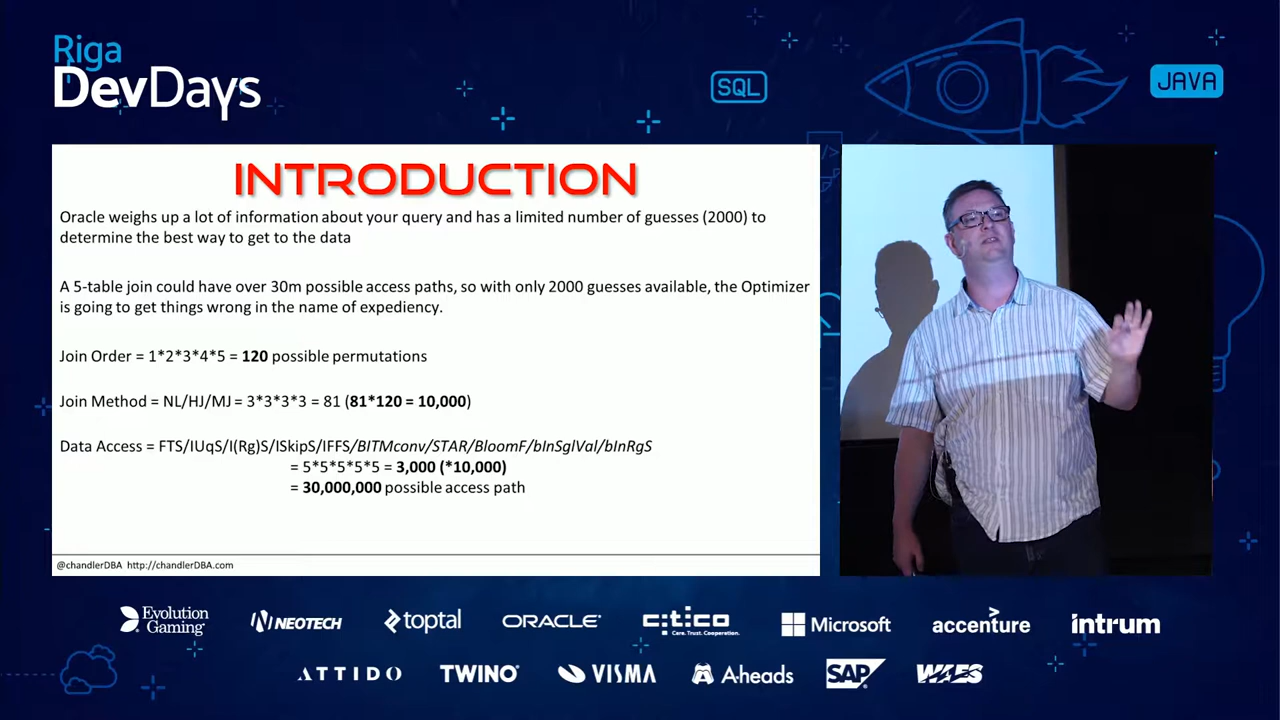 Riga
DevDays
SQL
JAVA
INTRODUCTION
Oracle weighs up a lot of information about your query and has a limited number of guesses (2000) to
determine the best way to get to the data
A 5-table join could have over 30m possible access paths, so with only 2000 guesses available, the Optimizer
is going to get things wrong in the name of expediency.
Join Order = 1*2*3*4*5 = 120 possible permutations
Join Method = NL/HJ/MJ = 3*3*3*3 = 81 (81*120 = 10,000)
Data Access = FTS/IUqS/I(Rg)S/ISkipS/IFFS/BITMconv/STAR/BloomF/bInSglVal/bInRgS
= 5*5*5*5*5 = 3,000 (*10,000)
= 30,000,000 possible access path
@chandlerDBA http://chandlerDBA.com
Evolution
Gaming
NEOTECH
toptal
ORACLE
citico
Care. Trust. Cooperation.
Microsoft
accenture
intrum
ATTIDO
TWINO
VISMA
A-heads
SAP
WAES